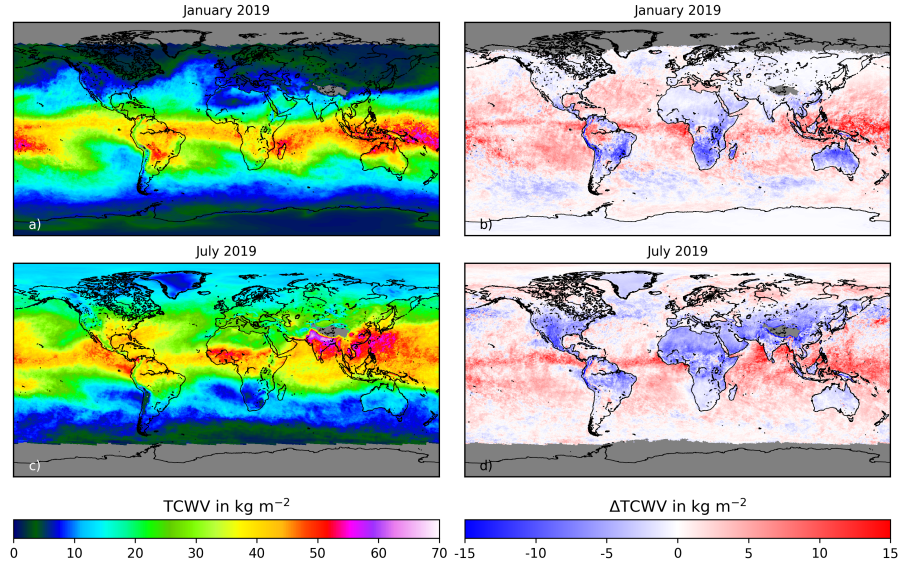 January 2019
January 2019
a)
b)
July 2019
July 2019
c)
d)
TCWV in kg m⁻²
ΔTCWV in kg m⁻²
0 10 20 30 40 50 60 70
-15 -10 -5 0 5 10 15